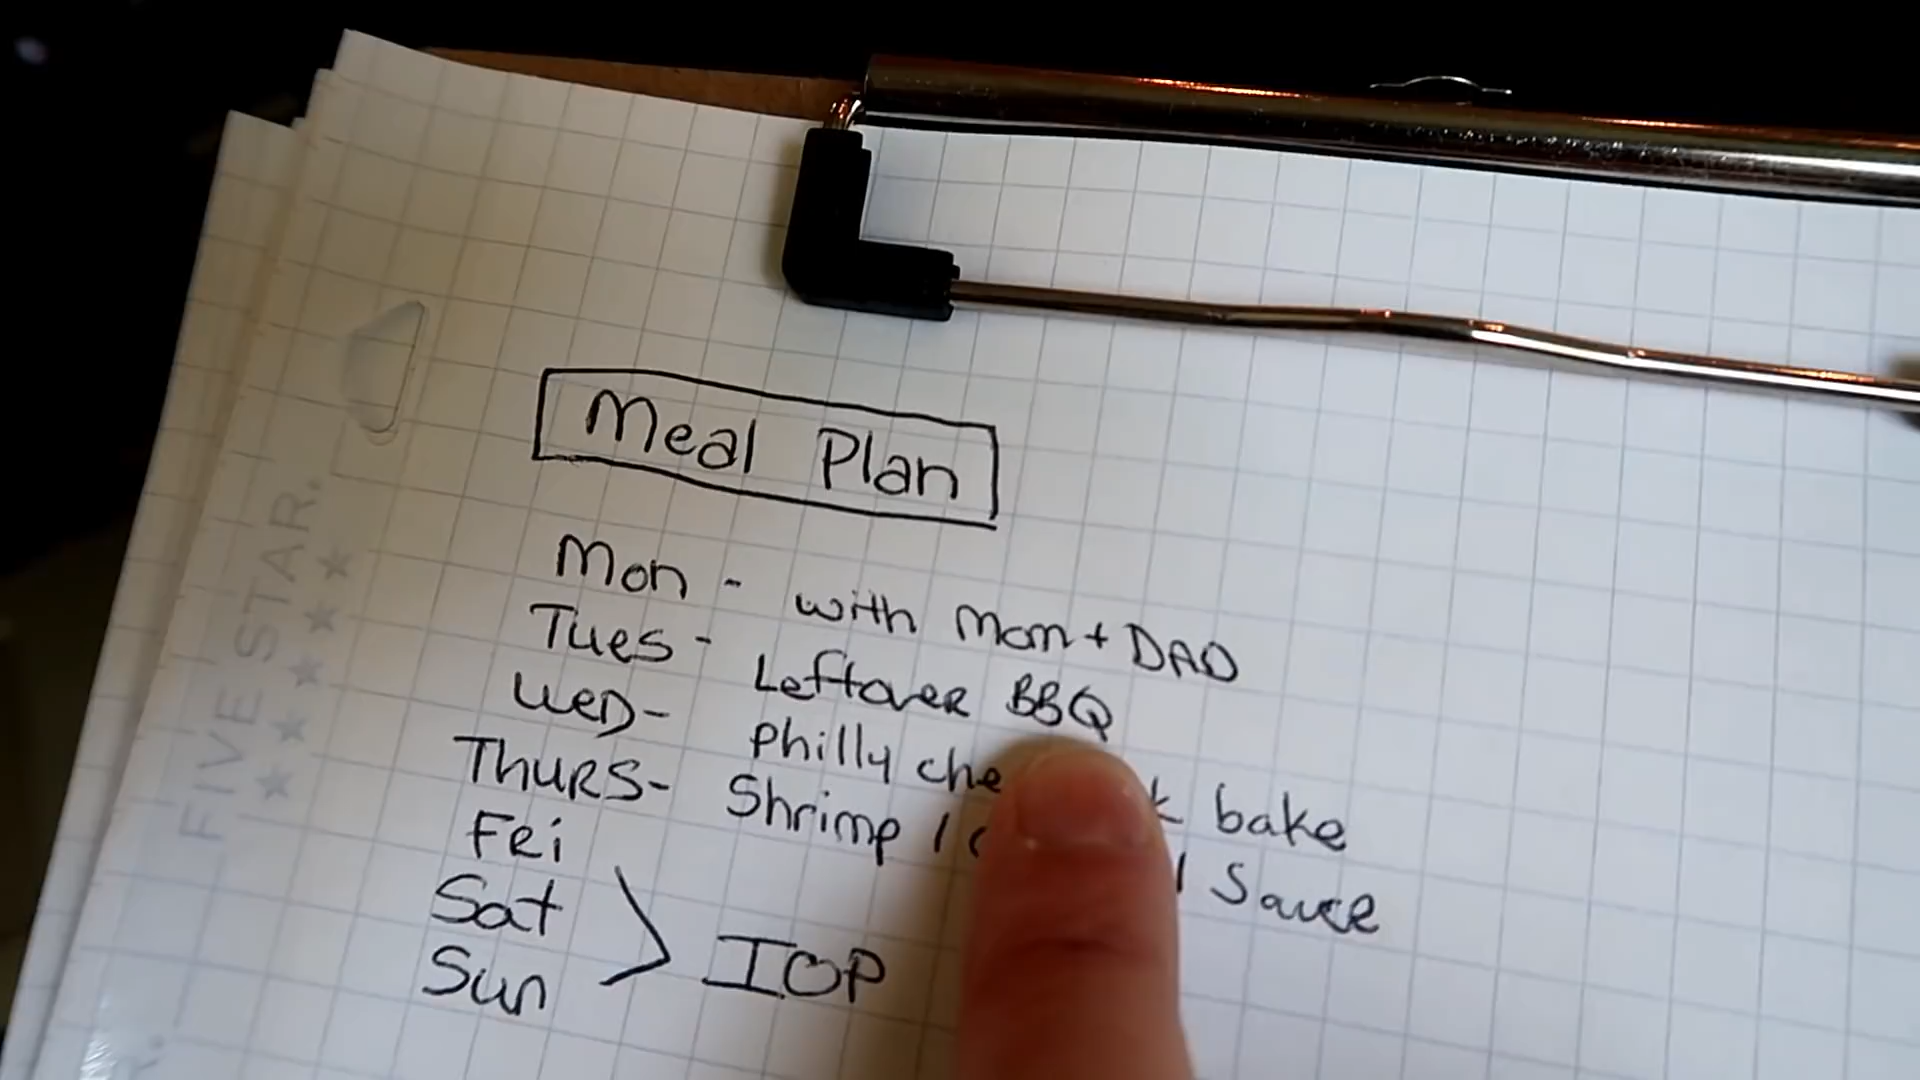 Meal Plan
Mon - with Mom + DAD
Tues - Leftover BBQ
WED - Philly bake
THURS - Shrimp / Sauce
FRi
Sat
Sun > IOP
FIVE STAR.